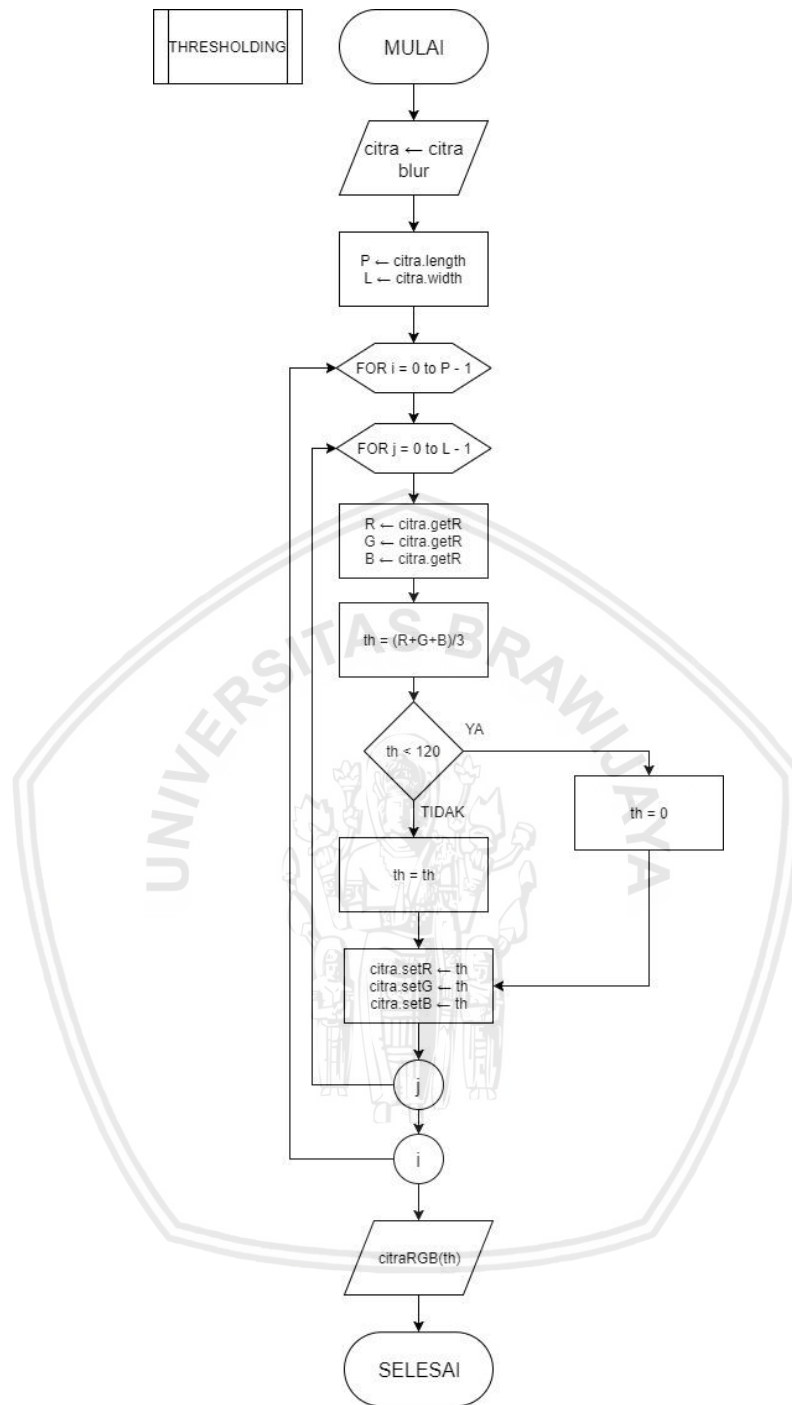 THRESHOLDING
MULAI
citra ← citra
blur
P ← citra.length
L ← citra.width
FOR i = 0 to P - 1
FOR j = 0 to L - 1
R ← citra.getR
G ← citra.getR
B ← citra.getR
th = (R+G+B)/3
th < 120
YA
TIDAK
th = 0
th = th
citra.setR ← th
citra.setG ← th
citra.setB ← th
j
i
citraRGB(th)
SELESAI
UNIVERSITAS BRAWIJAYA